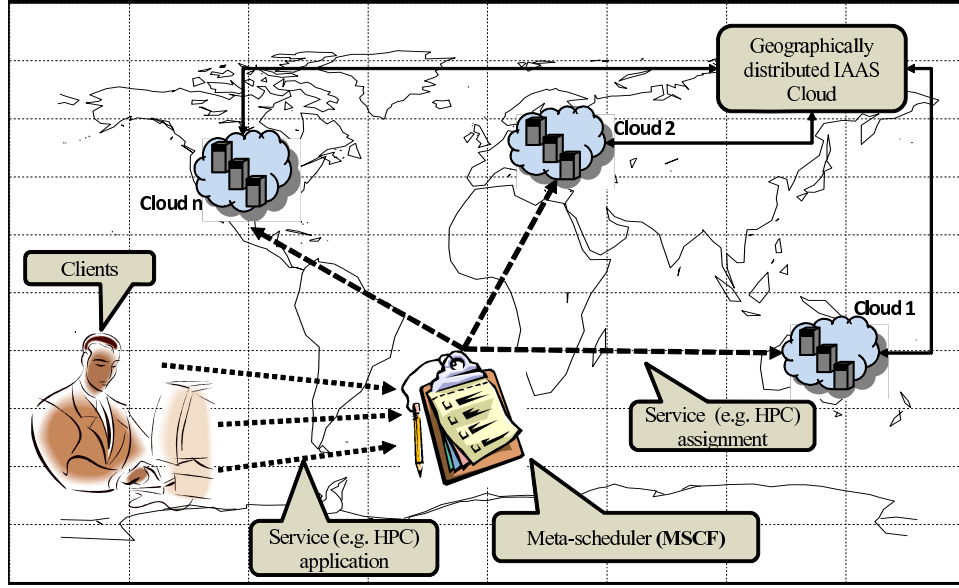 Geographically
distributed IAAS
Cloud
Cloud 2
Cloud n
Clients
Cloud 1
Service (e.g. HPC)
assignment
Service (e.g. HPC)
application
Meta-scheduler (MSCF)